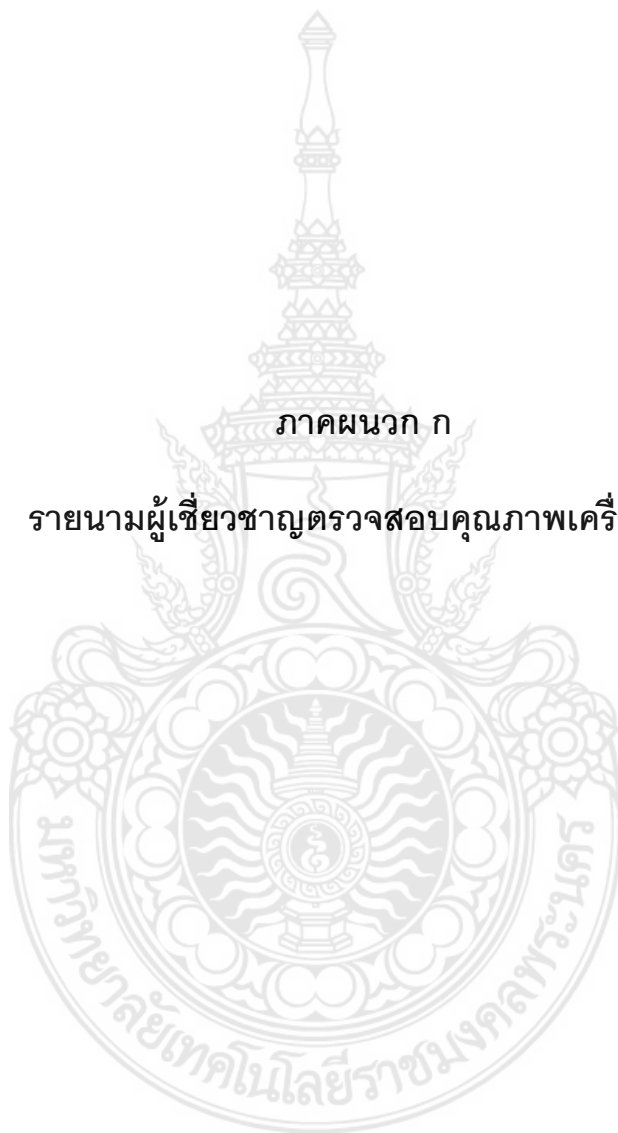 ภาคผนวก ก
รายนามผู้เชี่ยวชาญตรวจสอบคุณภาพเครื่
มหาวิทยาลัยเทคโนโลยีราชมงคลพระนคร